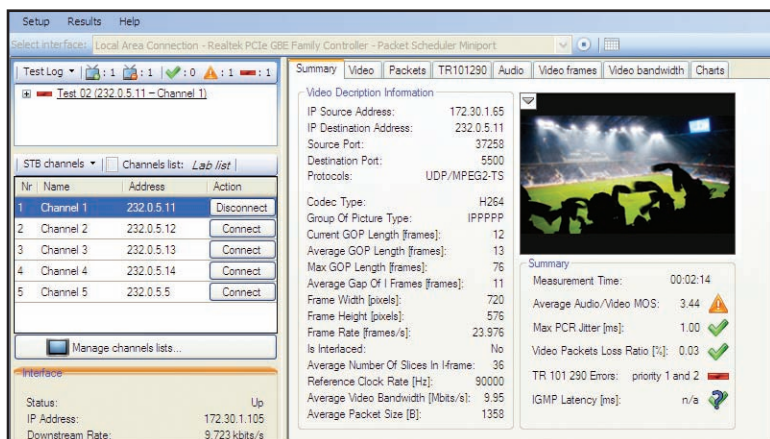 Setup Results Help
Select interface: Local Area Connection - Realtek PCIe GBE Family Controller - Packet Scheduler Miniport
Test Log : 1 : 1 : 0 : 1 : 1
Test 02 (232.0.5.11 – Channel 1)
STB channels Channels list: Lab list
Nr Name Address Action
1 Channel 1 232.0.5.11 Disconnect
2 Channel 2 232.0.5.12 Connect
3 Channel 3 232.0.5.13 Connect
4 Channel 4 232.0.5.14 Connect
5 Channel 5 232.0.5.5 Connect
Manage channels lists...
Interface
Status: Up
IP Address: 172.30.1.105
Downstream Rate: 9.723 kbits/s
Summary Video Packets TR101290 Audio Video frames Video bandwidth Charts
Video Decription Information
IP Source Address: 172.30.1.65
IP Destination Address: 232.0.5.11
Source Port: 37258
Destination Port: 5500
Protocols: UDP/MPEG2-TS
Codec Type: H264
Group Of Picture Type: IPPPPP
Current GOP Length [frames]: 12
Average GOP Length [frames]: 13
Max GOP Length [frames]: 76
Average Gap Of I Frames [frames]: 11
Frame Width [pixels]: 720
Frame Height [pixels]: 576
Frame Rate [frames/s]: 23.976
Is Interlaced: No
Average Number Of Slices In I-frame: 36
Reference Clock Rate [Hz]: 90000
Average Video Bandwidth [Mbits/s]: 9.95
Average Packet Size [B]: 1358
Summary
Measurement Time: 00:02:14
Average Audio/Video MOS: 3.44
Max PCR Jitter [ms]: 1.00
Video Packets Loss Ratio [%]: 0.03
TR 101 290 Errors: priority 1 and 2
IGMP Latency [ms]: n/a